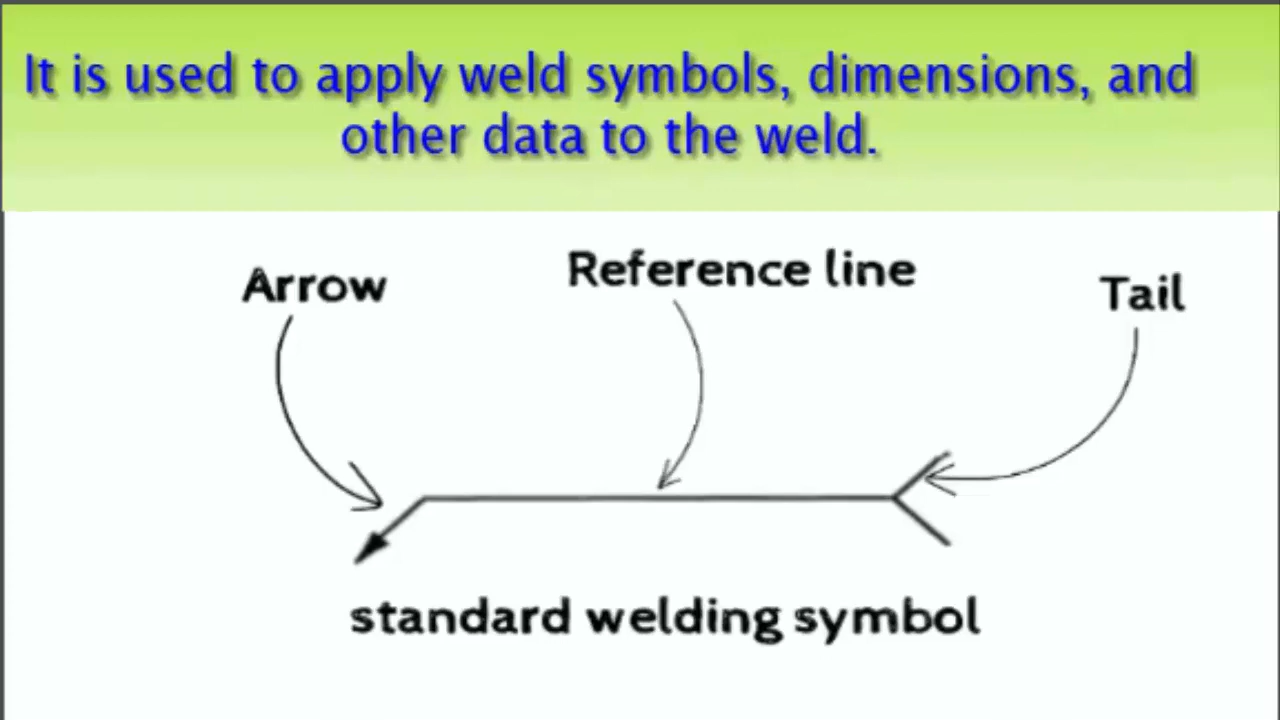 It is used to apply weld symbols, dimensions, and
other data to the weld.
Arrow
Reference line
Tail
standard welding symbol